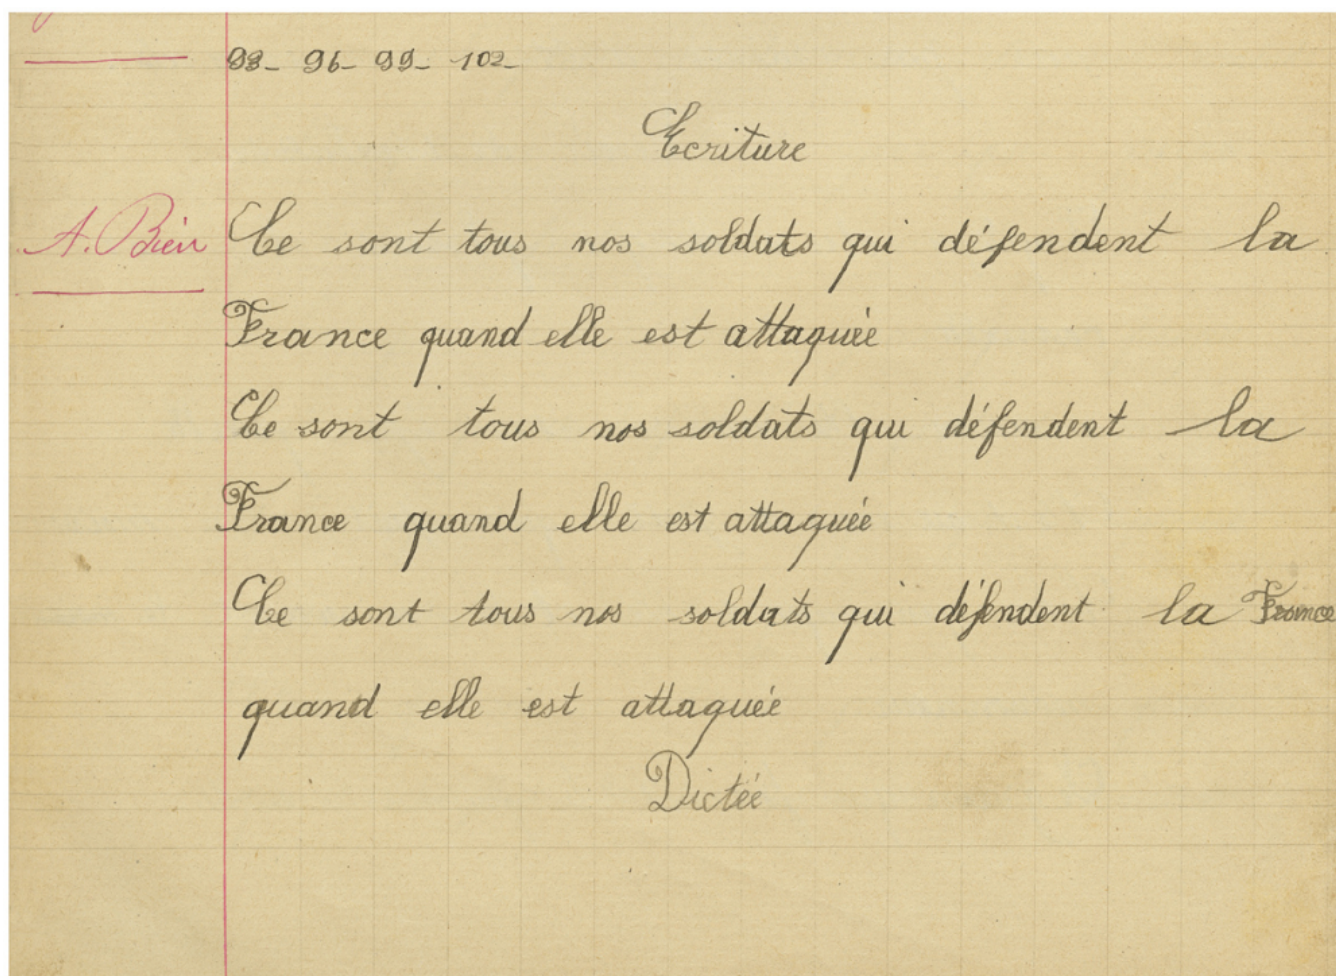 93- 96- 99- 102-
Ecriture
A. Bien
Ce sont tous nos soldats qui défendent la
France quand elle est attaquée
Ce sont tous nos soldats qui défendent la
France quand elle est attaquée
Ce sont tous nos soldats qui défendent la France
quand elle est attaquée
Dictée